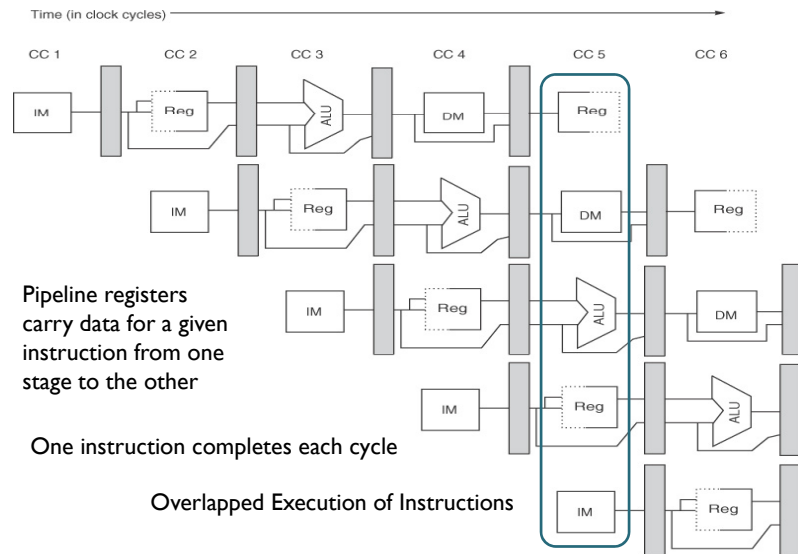 Time (in clock cycles)
CC 1 CC 2 CC 3 CC 4 CC 5 CC 6
IM Reg ALU DM Reg
IM Reg ALU DM Reg
IM Reg ALU DM
IM Reg ALU
IM Reg
Pipeline registers
carry data for a given
instruction from one
stage to the other
One instruction completes each cycle
Overlapped Execution of Instructions